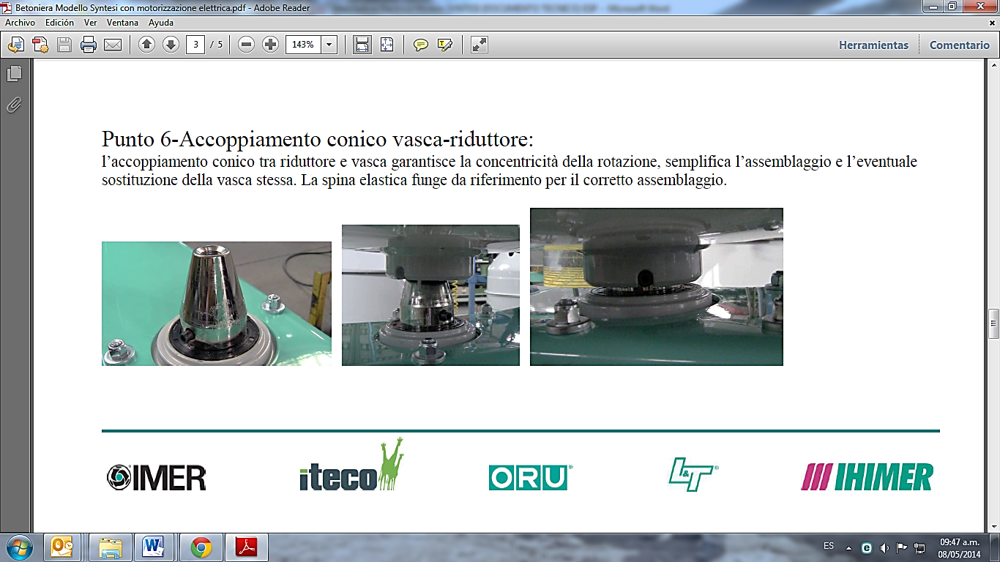 Betoniera Modello Syntesi con motorizzazione elettrica.pdf - Adobe Reader
Archivo Edición Ver Ventana Ayuda
3 / 5 143% Herramientas Comentario
Punto 6-Accoppiamento conico vasca-riduttore:
l’accoppiamento conico tra riduttore e vasca garantisce la concentricità della rotazione, semplifica l’assemblaggio e l’eventuale
sostituzione della vasca stessa. La spina elastica funge da riferimento per il corretto assemblaggio.
IMER iteco ORU L&T IHIMER
ES 09:47 a.m.
08/05/2014